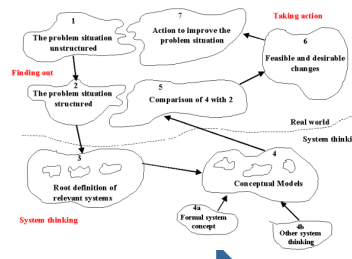 1
The problem situation
unstructured
7
Action to improve the
problem situation
Taking action
6
Feasible and desirable
changes
Finding out
2
The problem situation
structured
5
Comparison of 4 with 2
Real world
System thinking
3
Root definition of
relevant systems
4
Conceptual Models
System thinking
4a
Formal system
concept
4b
Other system
thinking